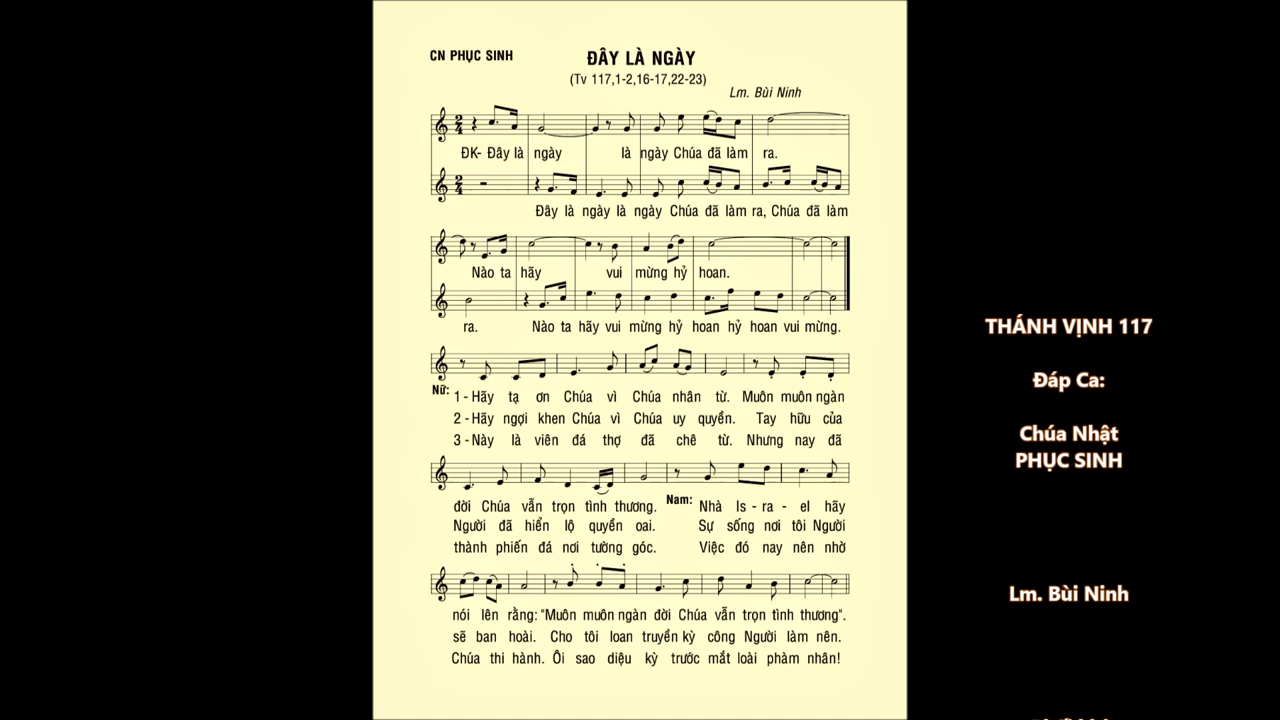 CN PHỤC SINH
ĐÂY LÀ NGÀY
(Tv 117,1-2,16-17,22-23)
Lm. Bùi Ninh
ĐK- Đây là ngày là ngày Chúa đã làm ra.
Đây là ngày là ngày Chúa đã làm ra, Chúa đã làm
Nào ta hãy vui mừng hỷ hoan.
ra. Nào ta hãy vui mừng hỷ hoan hỷ hoan vui mừng.
Nữ: 1 - Hãy tạ ơn Chúa vì Chúa nhân từ. Muôn muôn ngàn
2 - Hãy ngợi khen Chúa vì Chúa uy quyền. Tay hữu của
3 - Này là viên đá thợ đã chê từ. Nhưng nay đã
đời Chúa vẫn trọn tình thương. Nam: Nhà Is - ra - el hãy
Người đã hiển lộ quyền oai. Sự sống nơi tôi Người
thành phiến đá nơi tường góc. Việc đó nay nên nhờ
nói lên rằng: "Muôn muôn ngàn đời Chúa vẫn trọn tình thương".
sẽ ban hoài. Cho tôi loan truyền kỳ công Người làm nên.
Chúa thi hành. Ôi sao diệu kỳ trước mắt loài phàm nhân!
THÁNH VỊNH 117
Đáp Ca:
Chúa Nhật
PHỤC SINH
Lm. Bùi Ninh